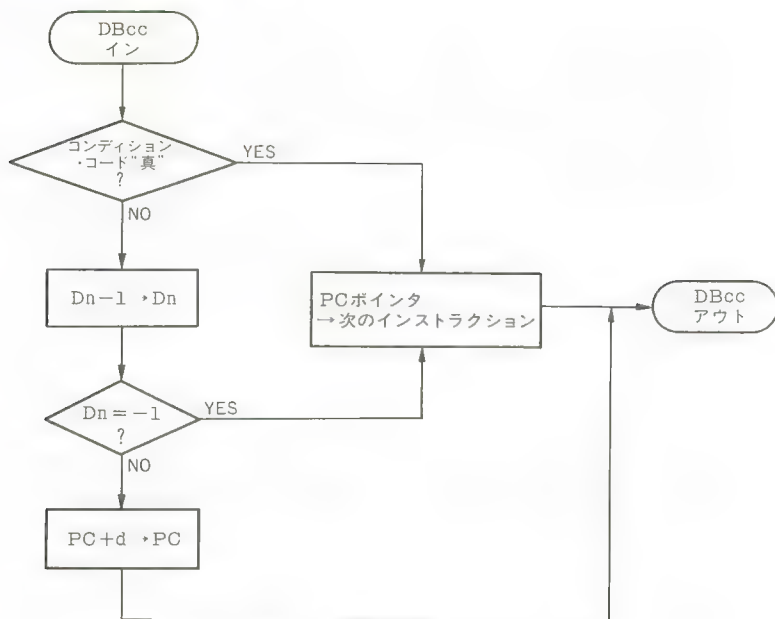 DBcc
イン
コンディション
・コード"真"
?
YES
NO
Dn-1→Dn
PCポインタ
→次のインストラクション
DBcc
アウト
Dn=-1
?
YES
NO
PC+d→PC